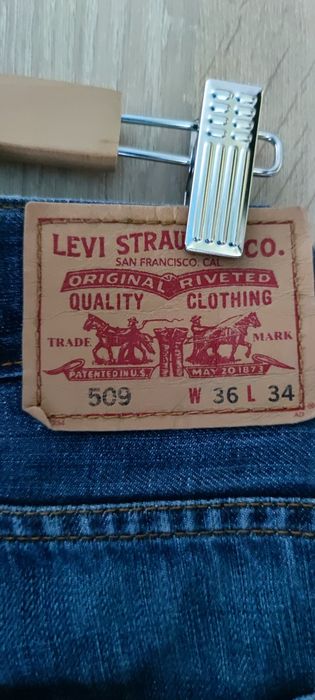 LEVI STRAU CO.
SAN FRANCISCO, CAL
ORIGINAL RIVETED
QUALITY CLOTHING
TRADE MARK
PATENTED IN U.S. MAY 20 1873
509 W 36 L 34